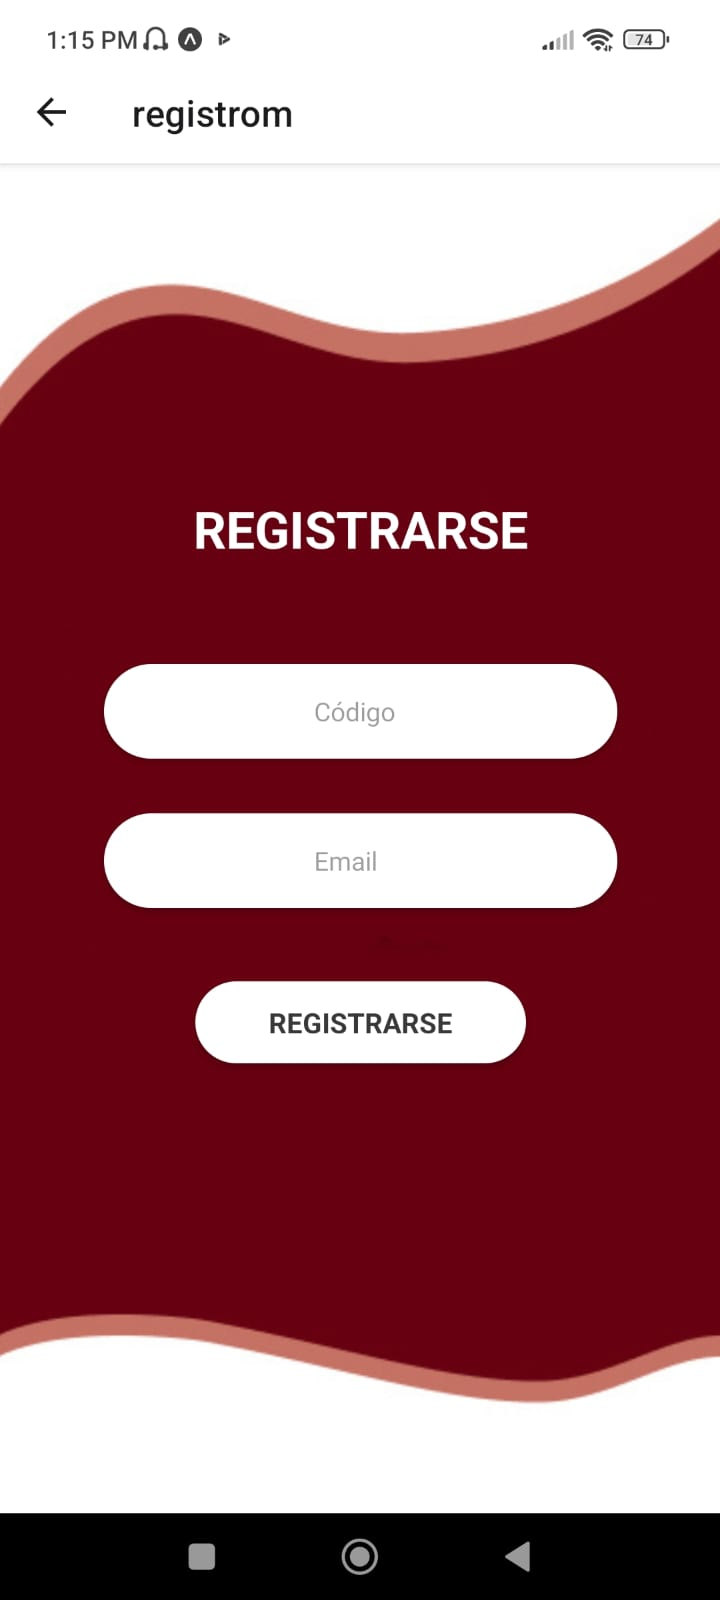 1:15 PM
74
registrom
REGISTRARSE
Código
Email
REGISTRARSE